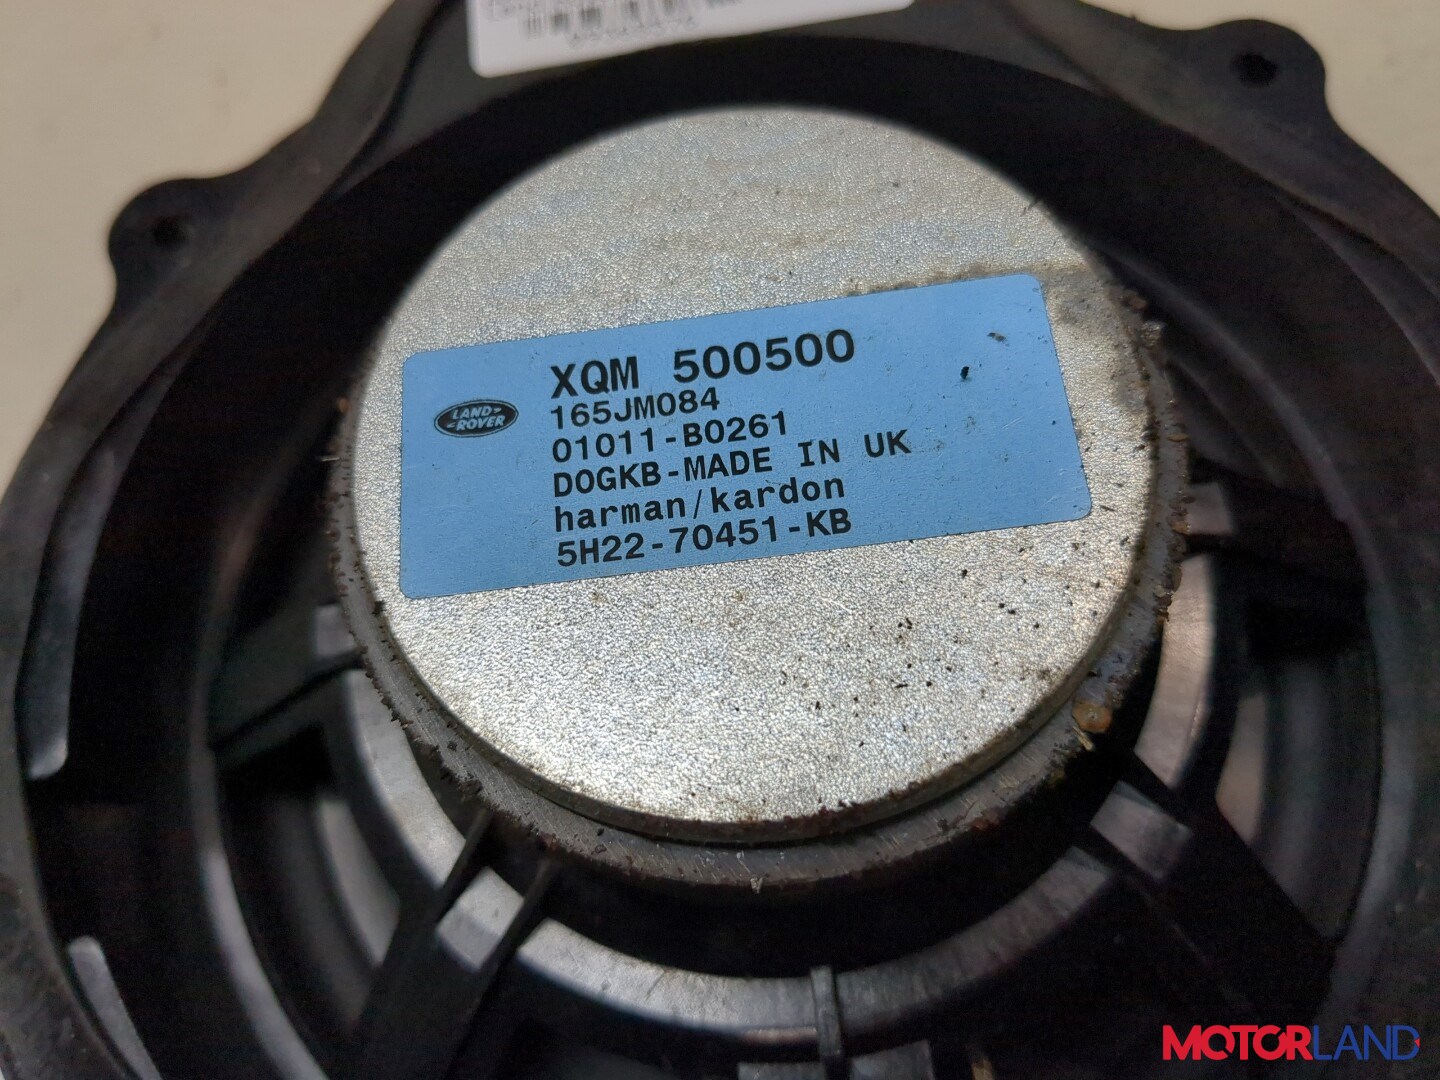 XQM 500500
165JM084
01011-B0261
DOGKB-MADE IN UK
harman/kardon
5H22-70451-KB
LAND
ROVER
MOTORLAND